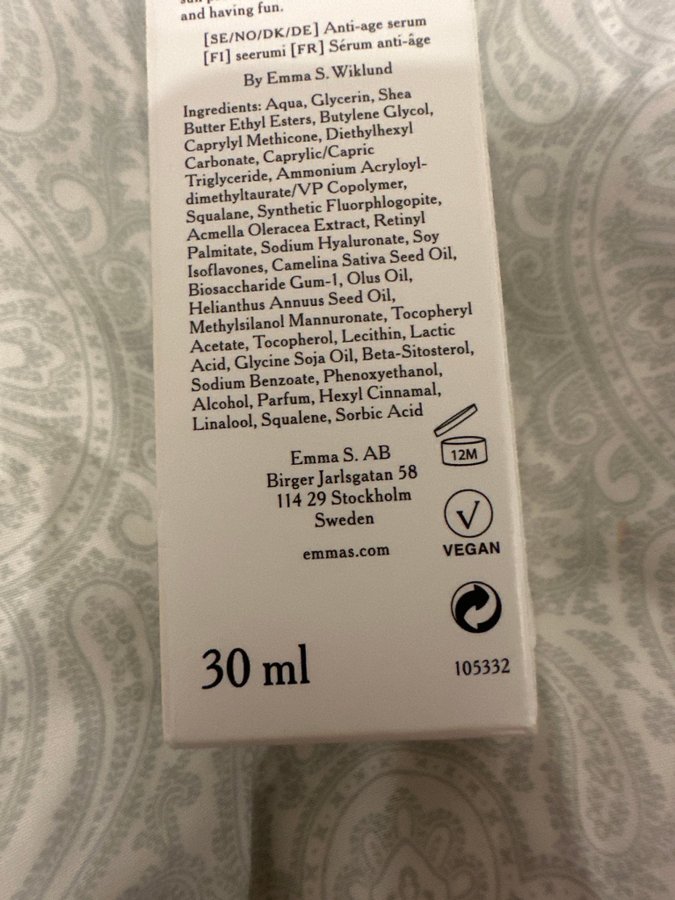 and having fun.
[SE/NO/DK/DE] Anti-age serum
[FI] seerumi [FR] Sérum anti-âge
By Emma S. Wiklund
Ingredients: Aqua, Glycerin, Shea
Butter Ethyl Esters, Butylene Glycol,
Caprylyl Methicone, Diethylhexyl
Carbonate, Caprylic/Capric
Triglyceride, Ammonium Acryloyl-
dimethyltaurate/VP Copolymer,
Squalane, Synthetic Fluorphlogopite,
Acmella Oleracea Extract, Retinyl
Palmitate, Sodium Hyaluronate, Soy
Isoflavones, Camelina Sativa Seed Oil,
Biosaccharide Gum-1, Olus Oil,
Helianthus Annuus Seed Oil,
Methylsilanol Mannuronate, Tocopheryl
Acetate, Tocopherol, Lecithin, Lactic
Acid, Glycine Soja Oil, Beta-Sitosterol,
Sodium Benzoate, Phenoxyethanol,
Alcohol, Parfum, Hexyl Cinnamal,
Linalool, Squalene, Sorbic Acid
12M
Emma S. AB
Birger Jarlsgatan 58
114 29 Stockholm
Sweden
emmas.com
VEGAN
30 ml
105332